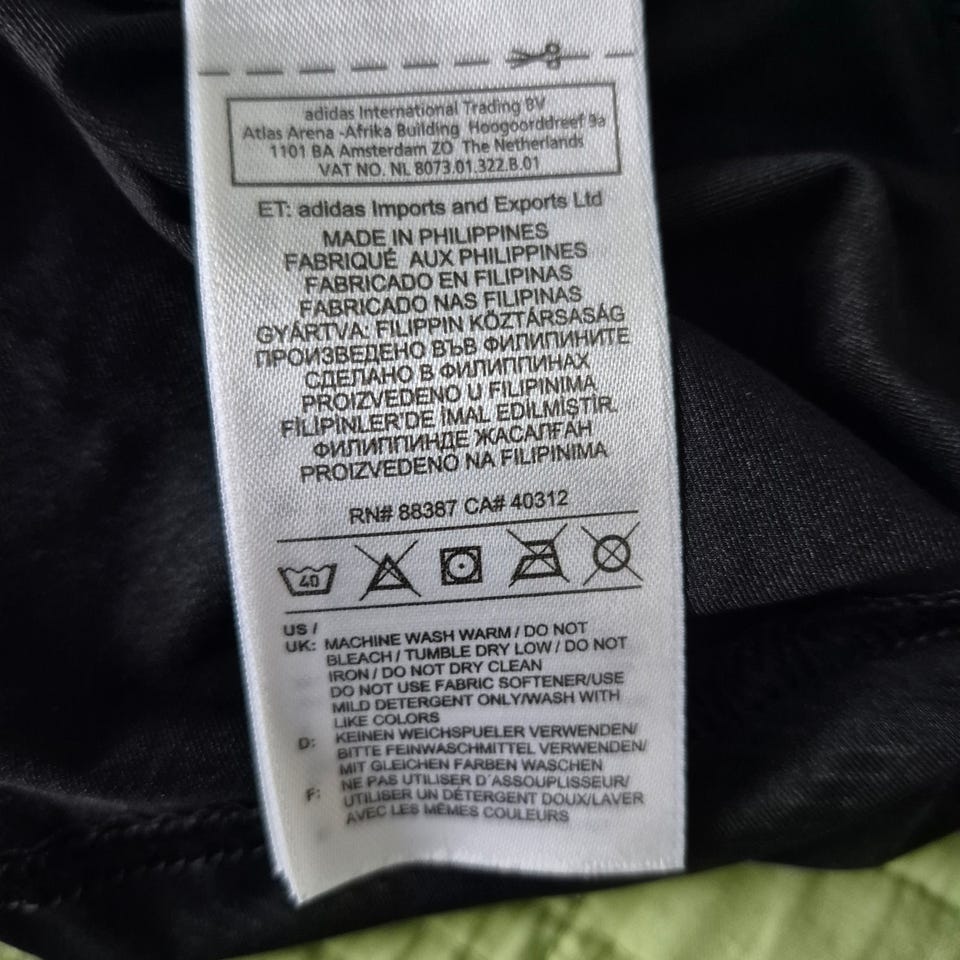 adidas International Trading BV
Atlas Arena -Afrika Building Hoogoorddreef 9a
1101 BA Amsterdam ZO The Netherlands
VAT NO. NL 8073.01.322.B.01
ET: adidas Imports and Exports Ltd
MADE IN PHILIPPINES
FABRIQUÉ AUX PHILIPPINES
FABRICADO EN FILIPINAS
FABRICADO NAS FILIPINAS
GYÁRTVA: FILIPPIN KÖZTÁRSASÁG
ПРОИЗВЕДЕНО ВЪВ ФИЛИПИНИТЕ
СДЕЛАНО В ФИЛИППИНАХ
PROIZVEDENO U FILIPINIMA
FİLİPİNLER'DE İMAL EDİLMİŞTİR.
ФИЛИППИНДЕ ЖАСАЛҒАН
PROIZVEDENO NA FILIPINIMA
RN# 88387 CA# 40312
40
US /
UK: MACHINE WASH WARM / DO NOT
BLEACH / TUMBLE DRY LOW / DO NOT
IRON / DO NOT DRY CLEAN
DO NOT USE FABRIC SOFTENER/USE
MILD DETERGENT ONLY/WASH WITH
LIKE COLORS
D: KEINEN WEICHSPUELER VERWENDEN/
BITTE FEINWASCHMITTEL VERWENDEN/
MIT GLEICHEN FARBEN WASCHEN
F: NE PAS UTILISER D´ASSOUPLISSEUR/
UTILISER UN DÉTERGENT DOUX/LAVER
AVEC LES MÊMES COULEURS